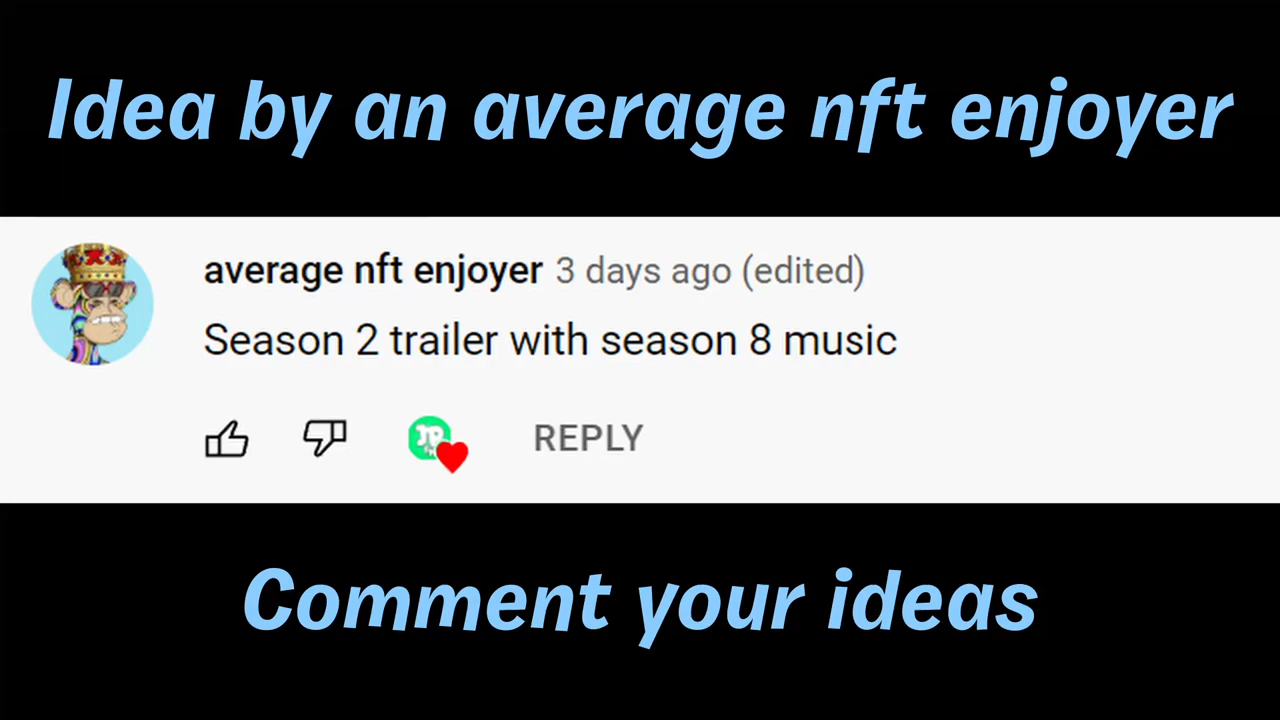 Idea by an average nft enjoyer
average nft enjoyer 3 days ago (edited)
Season 2 trailer with season 8 music
REPLY
Comment your ideas